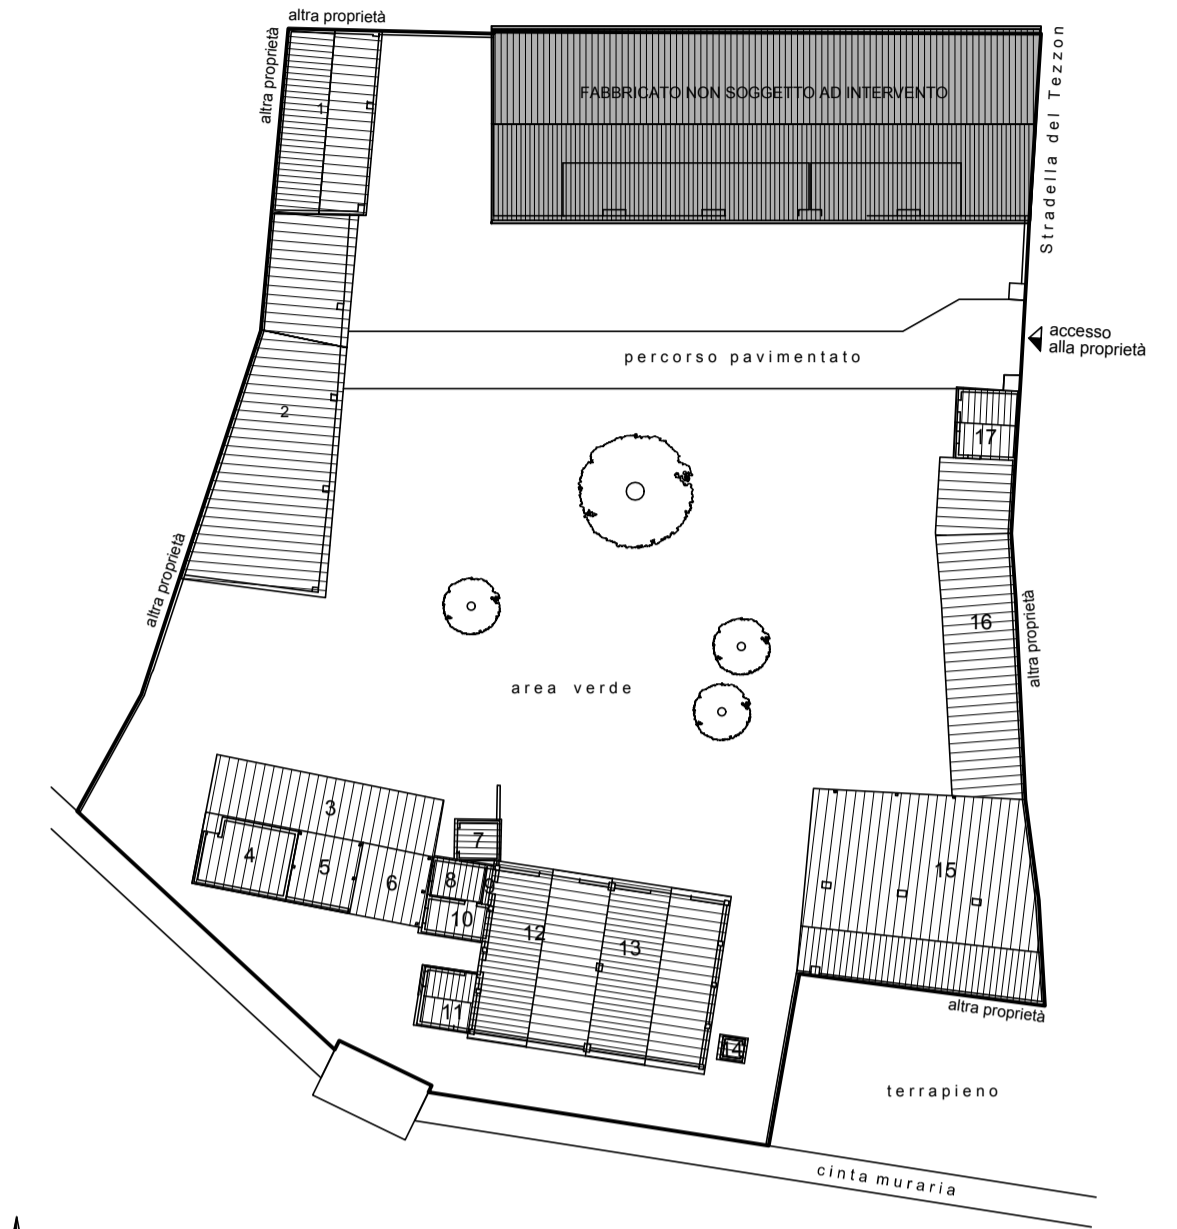 altra proprietà
altra proprietà
Stradella del Tezzon
FABBRICATO NON SOGGETTO AD INTERVENTO
1
accesso
alla proprietà
percorso pavimentato
2
17
altra proprietà
16
altra proprietà
area verde
3
7
4
5
6
8
9
10
15
12
13
11
altra proprietà
14
terrapieno
cinta muraria